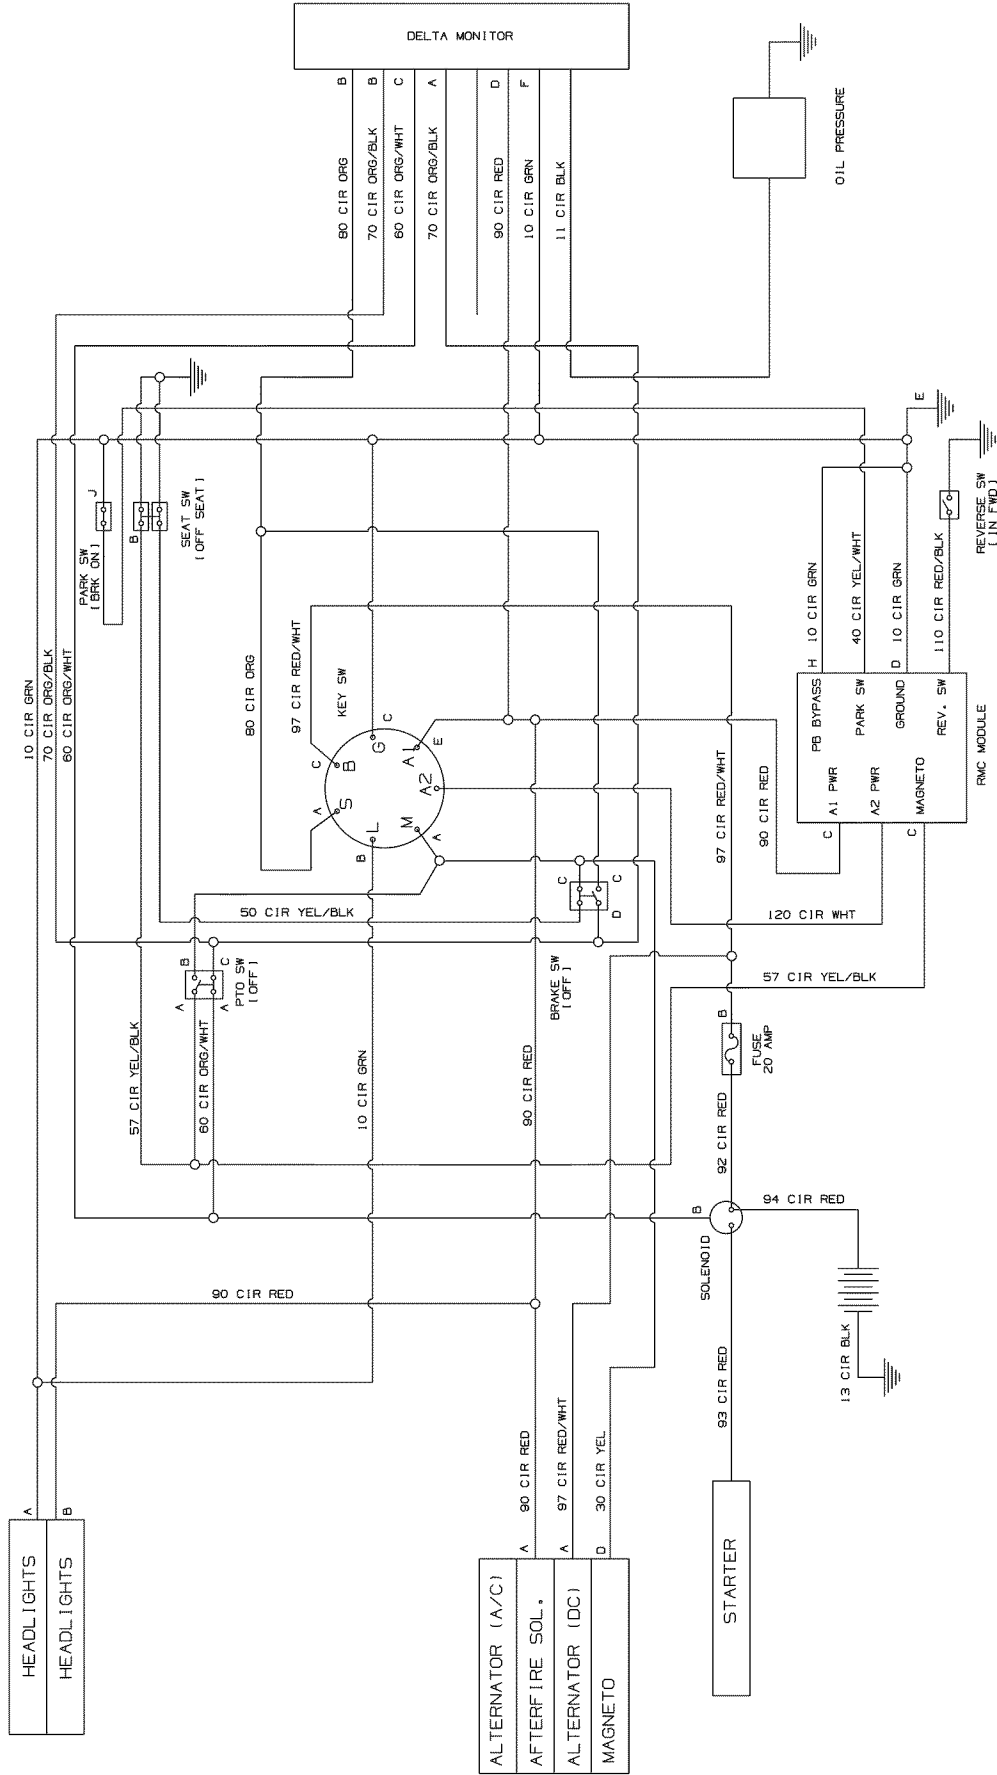 DELTA MONITOR
B
B
C
A
D
F
80 CIR ORG
70 CIR ORG/BLK
60 CIR ORG/WHT
70 CIR ORG/BLK
90 CIR RED
10 CIR GRN
11 CIR BLK
OIL PRESSURE
E
J
PARK SW
[BRK ON]
B
SEAT SW
[OFF SEAT]
REVERSE SW
[IN FWD]
10 CIR GRN
40 CIR YEL/WHT
10 CIR GRN
110 CIR RED/BLK
H
D
PB BYPASS
PARK SW
GROUND
REV. SW
A1 PWR
A2 PWR
MAGNETO
RMC MODULE
C
C
10 CIR GRN
70 CIR ORG/BLK
60 CIR ORG/WHT
80 CIR ORG
97 CIR RED/WHT
KEY SW
C
C
B
G
A1
E
A
S
A2
L
M
B
A
97 CIR RED/WHT
90 CIR RED
120 CIR WHT
57 CIR YEL/BLK
50 CIR YEL/BLK
C
C
D
BRAKE SW
[OFF]
B
C
A
A
PTO SW
[OFF]
57 CIR YEL/BLK
60 CIR ORG/WHT
10 CIR GRN
90 CIR RED
B
FUSE
20 AMP
92 CIR RED
94 CIR RED
B
SOLENOID
90 CIR RED
13 CIR BLK
93 CIR RED
90 CIR RED
97 CIR RED/WHT
30 CIR YEL
A
B
HEADLIGHTS
HEADLIGHTS
A
A
D
ALTERNATOR (A/C)
AFTERFIRE SOL.
ALTERNATOR (DC)
MAGNETO
STARTER